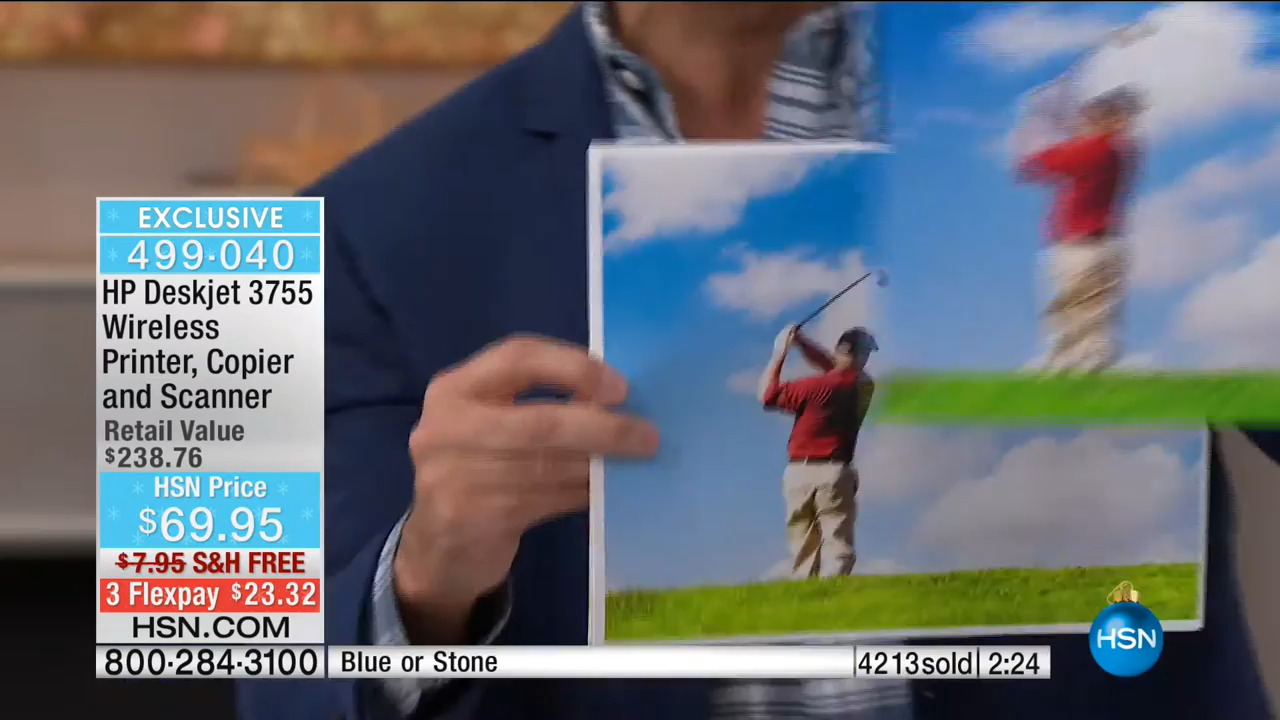 EXCLUSIVE
499·040
HP Deskjet 3755
Wireless
Printer, Copier
and Scanner
Retail Value
$238.76
HSN Price
$69.95
$7.95 S&H FREE
3 Flexpay $23.32
HSN.COM
800·284·3100
Blue or Stone
4213sold
2:24
HSN